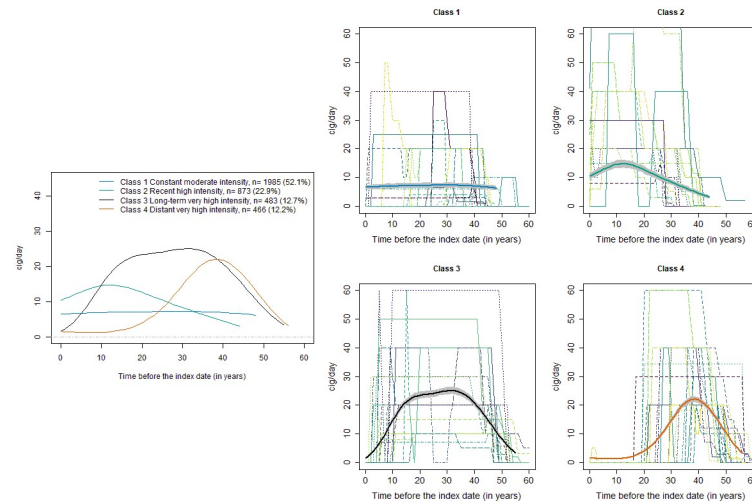 Class 1 Constant moderate intensity, n= 1985 (52.1%)
Class 2 Recent high intensity, n= 873 (22.9%)
Class 3 Long-term very high intensity, n= 483 (12.7%)
Class 4 Distant very high intensity, n= 466 (12.2%)
cig/day
0 10 20 30 40
0 10 20 30 40 50 60
Time before the index date (in years)
Class 1
cig/day
0 10 20 30 40 50 60
0 10 20 30 40 50 60
Time before the index date (in years)
Class 2
cig/day
0 10 20 30 40 50 60
0 10 20 30 40 50 60
Time before the index date (in years)
Class 3
cig/day
0 10 20 30 40 50 60
0 10 20 30 40 50 60
Time before the index date (in years)
Class 4
cig/day
0 10 20 30 40 50 60
0 10 20 30 40 50 60
Time before the index date (in years)